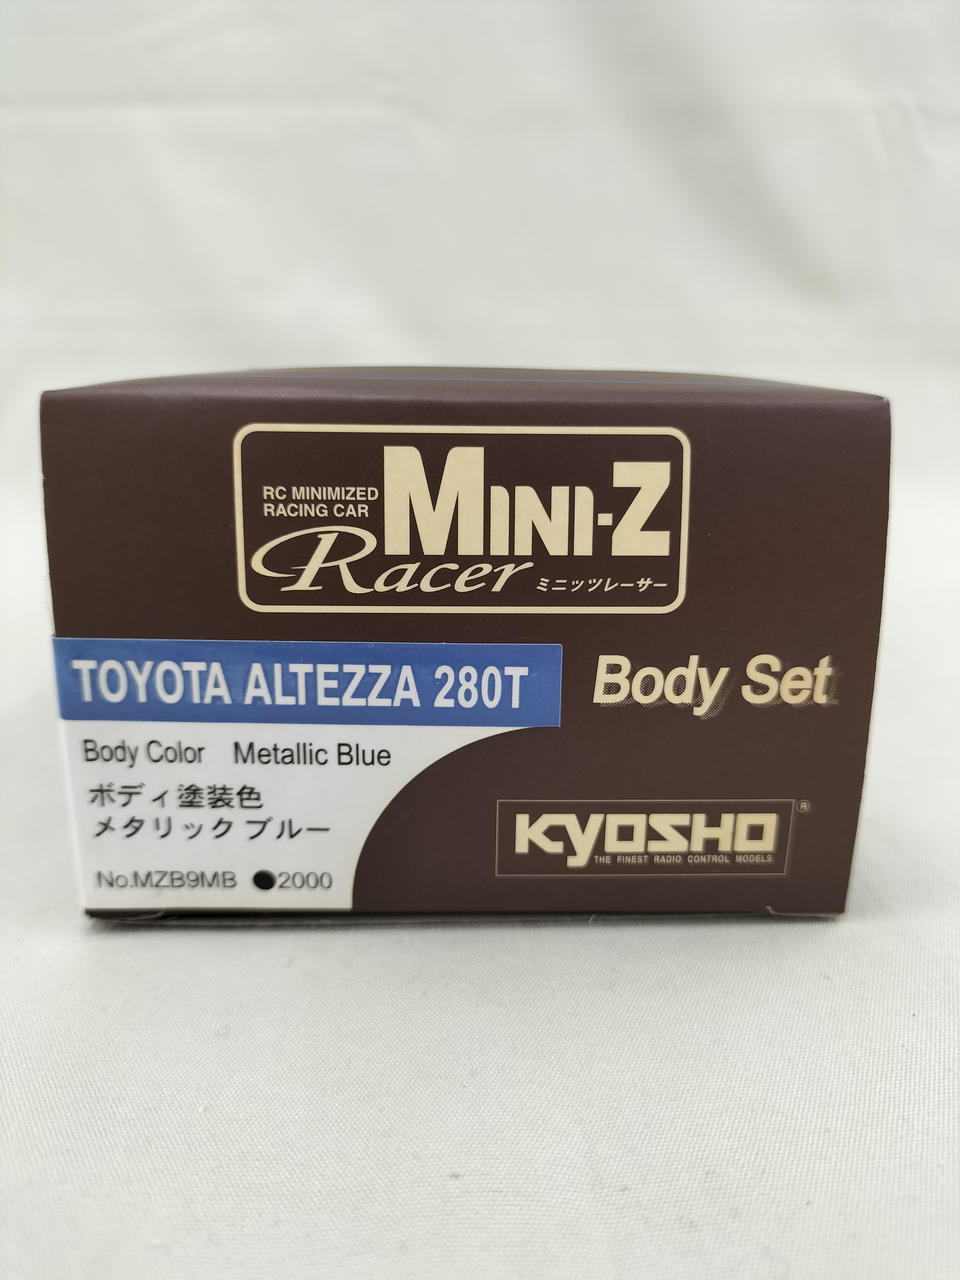 RC MINIMIZED
RACING CAR
MINI-Z
Racer ミニッツレーサー
TOYOTA ALTEZZA 280T
Body Set
Body Color Metallic Blue
ボディ塗装色
メタリックブルー
No.MZB9MB ●2000
KYOSHO ®
THE FINEST RADIO CONTROL MODELS